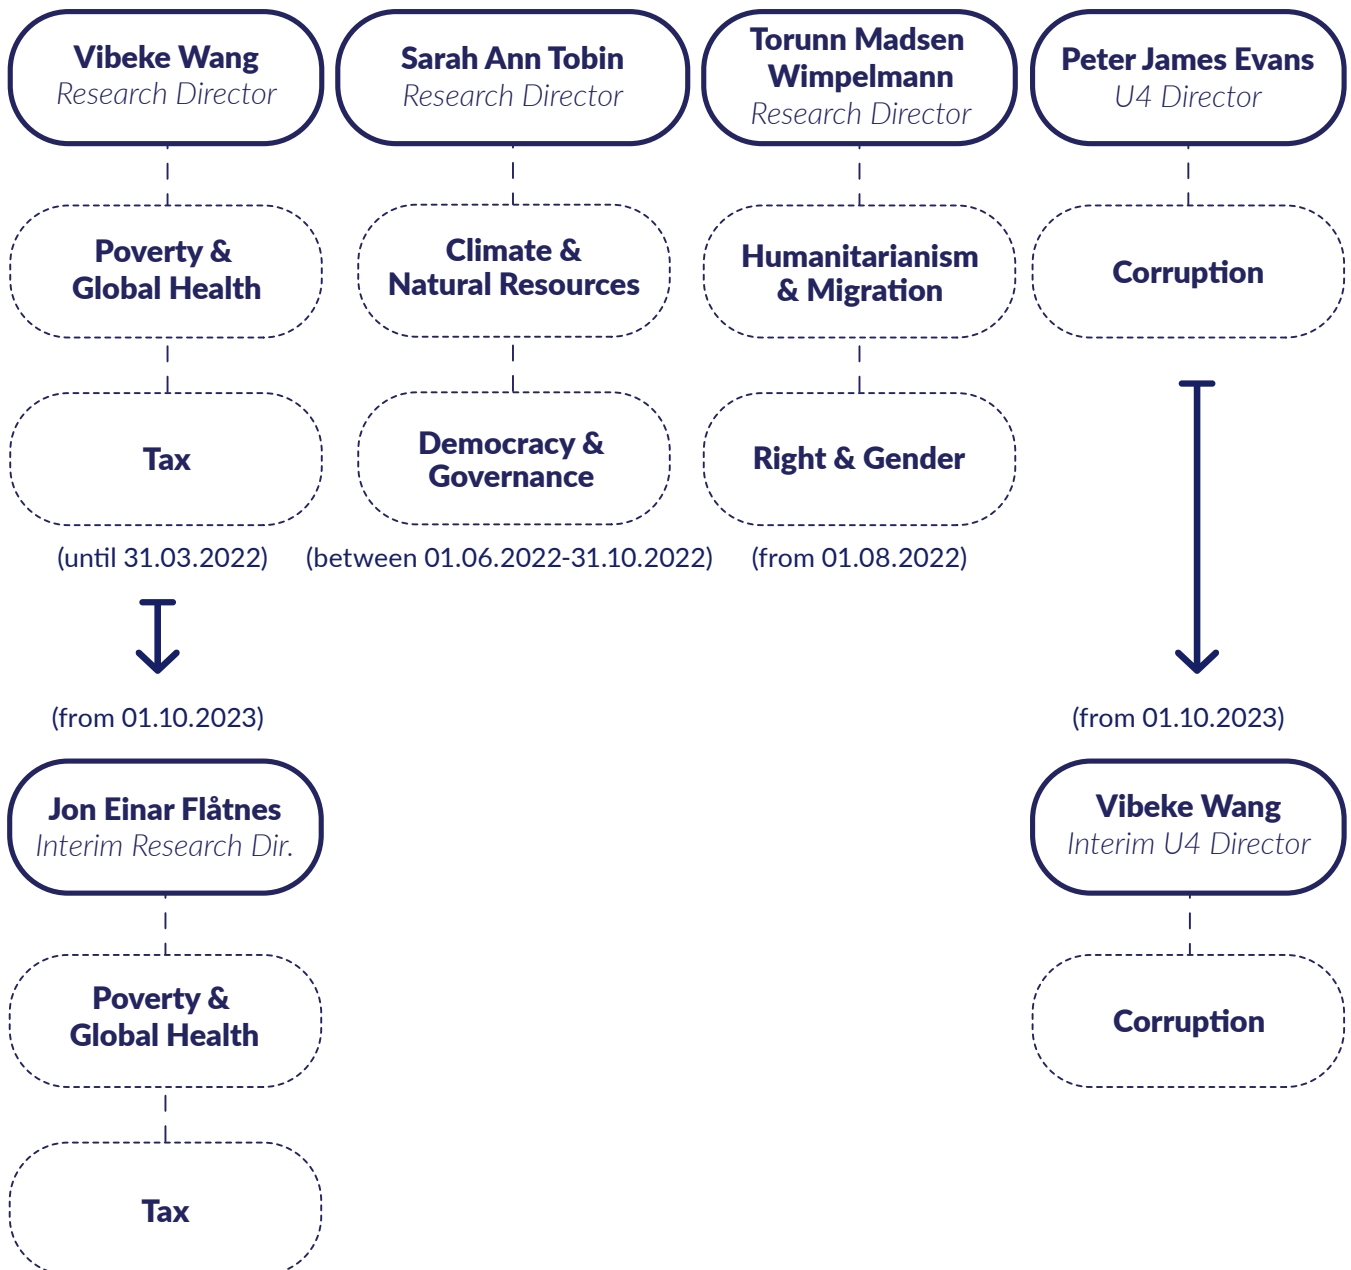 Vibeke Wang
Research Director
Sarah Ann Tobin
Research Director
Torunn Madsen
Wimpelmann
Research Director
Peter James Evans
U4 Director
Poverty &
Global Health
Climate &
Natural Resources
Humanitarianism
& Migration
Corruption
Tax
Democracy &
Governance
Right & Gender
(until 31.03.2022)
(between 01.06.2022-31.10.2022)
(from 01.08.2022)
(from 01.10.2023)
(from 01.10.2023)
Jon Einar Flåtnes
Interim Research Dir.
Vibeke Wang
Interim U4 Director
Poverty &
Global Health
Corruption
Tax